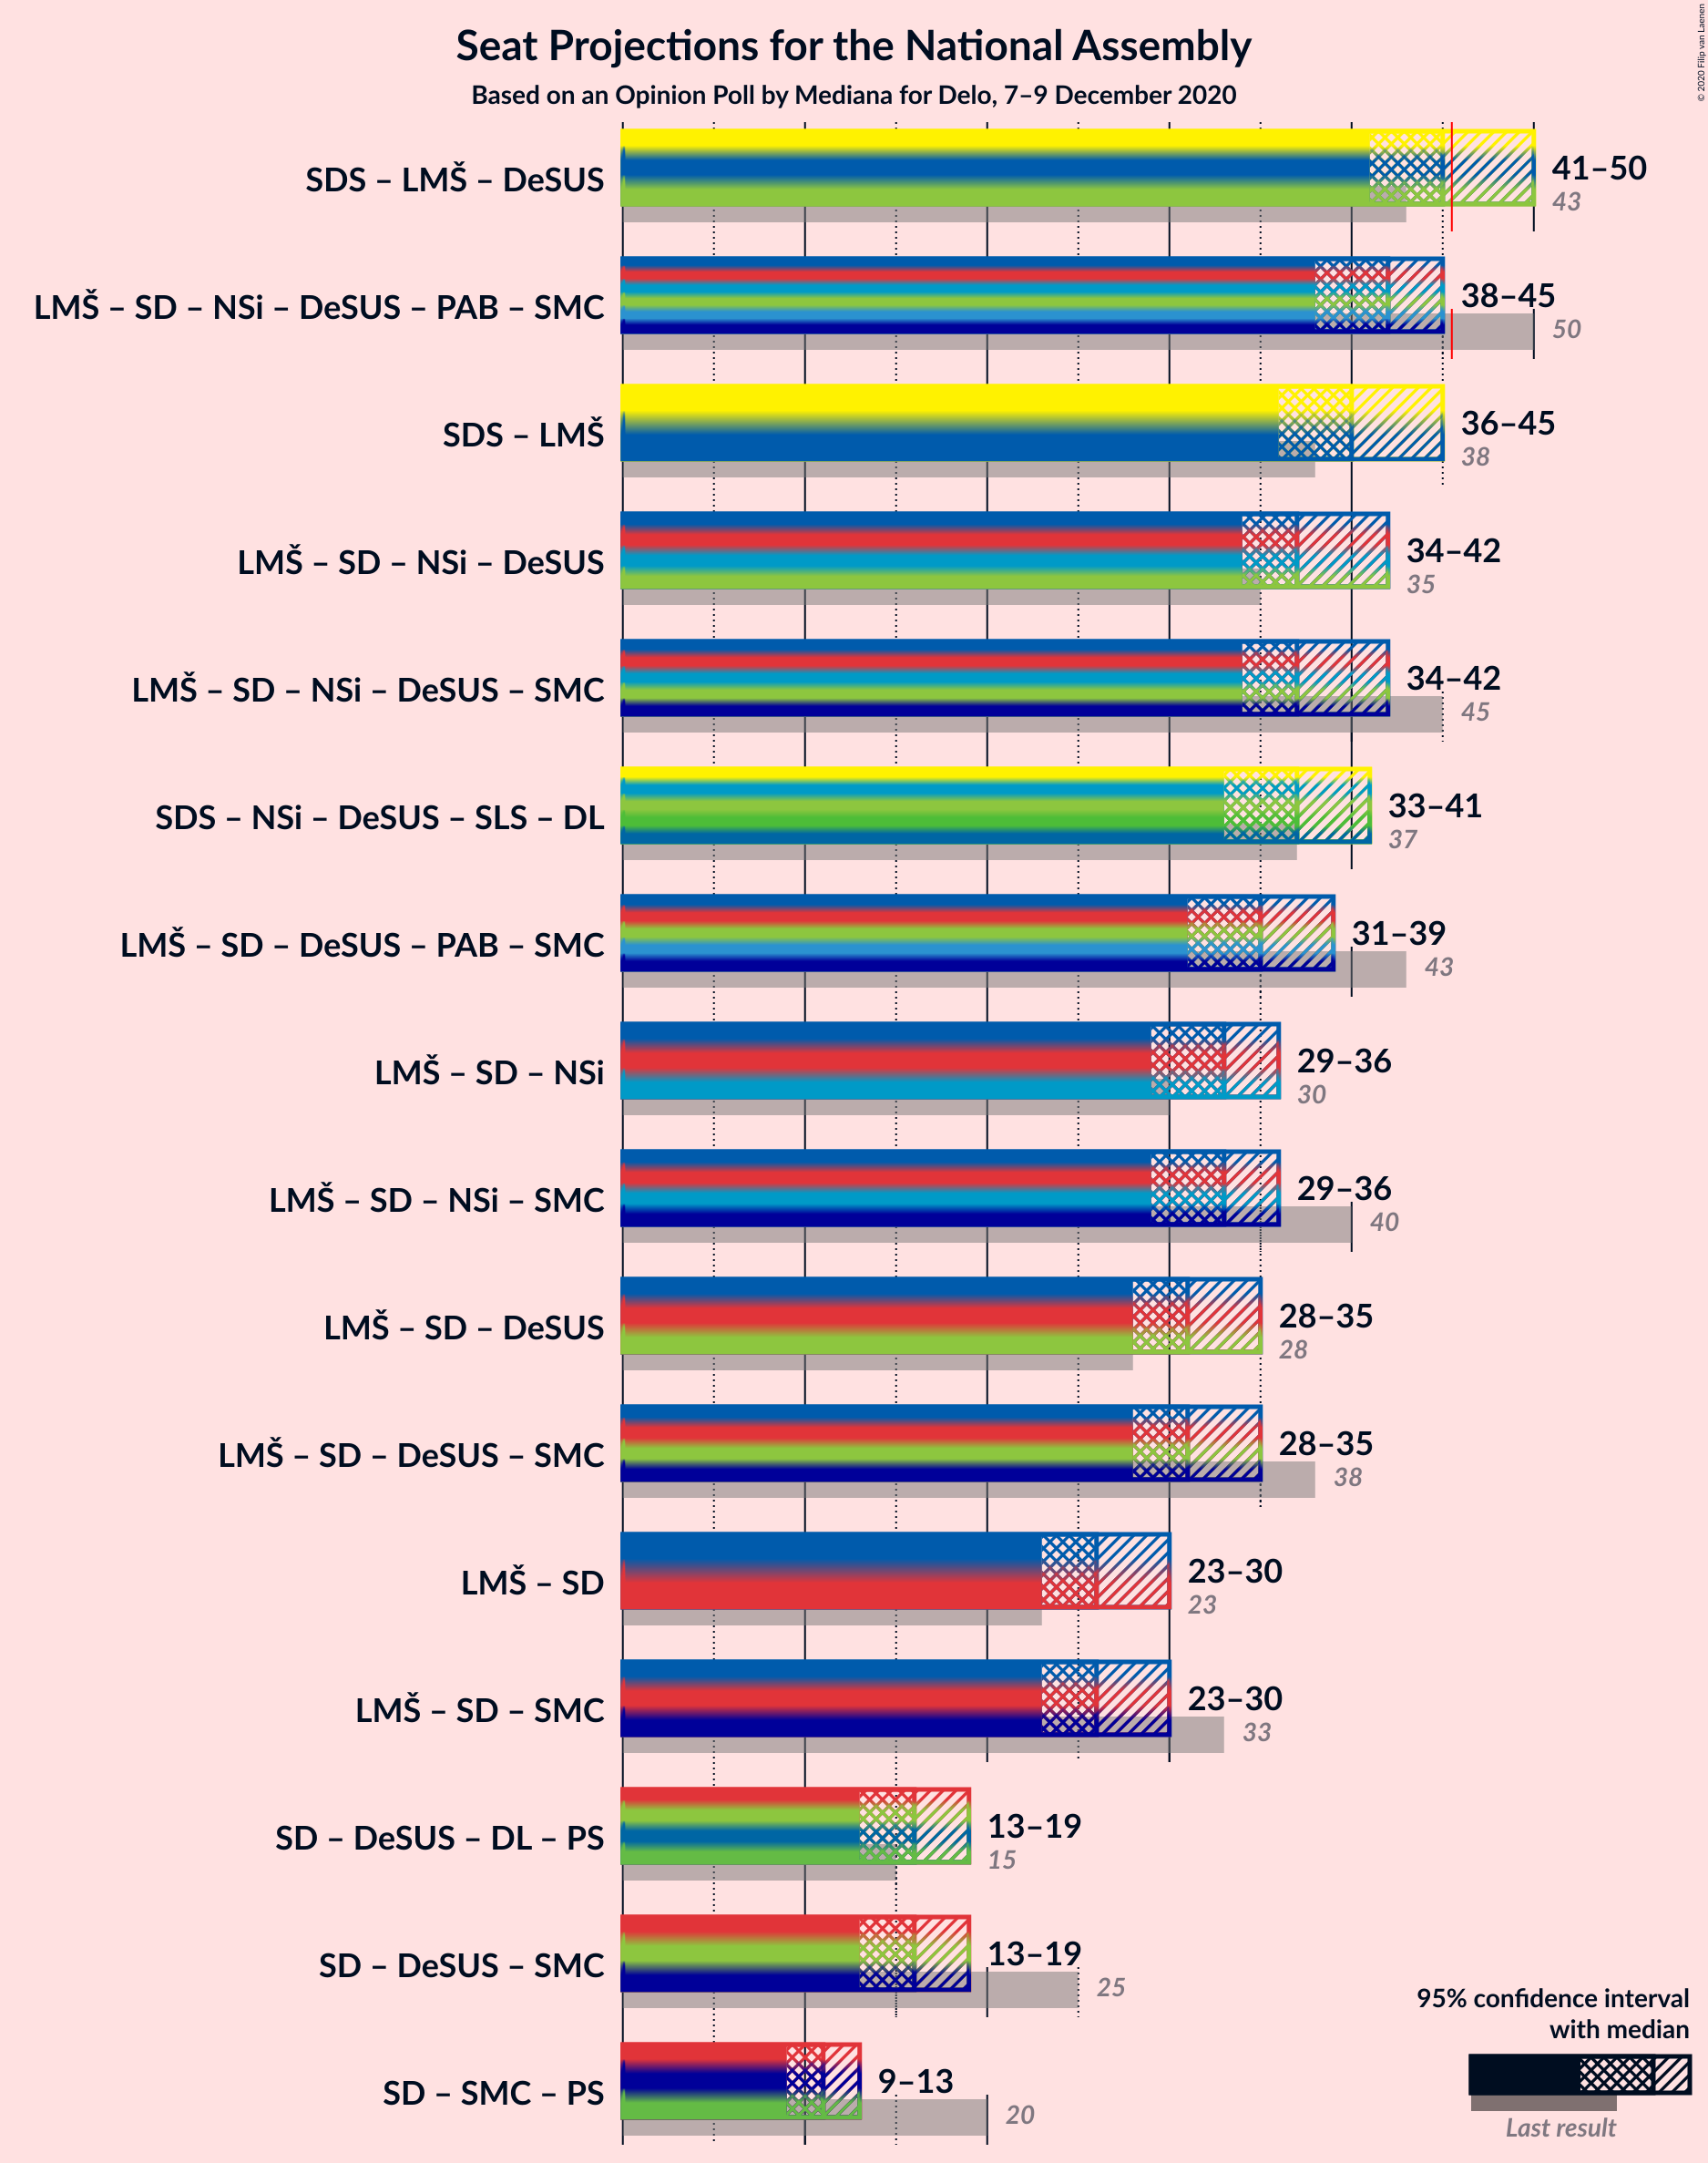 Seat Projections for the National Assembly
Based on an Opinion Poll by Mediana for Delo, 7–9 December 2020
© 2020 Filip van Laenen
SDS – LMŠ – DeSUS
41–50
43
LMŠ – SD – NSi – DeSUS – PAB – SMC
38–45
50
SDS – LMŠ
36–45
38
LMŠ – SD – NSi – DeSUS
34–42
35
LMŠ – SD – NSi – DeSUS – SMC
34–42
45
SDS – NSi – DeSUS – SLS – DL
33–41
37
LMŠ – SD – DeSUS – PAB – SMC
31–39
43
LMŠ – SD – NSi
29–36
30
LMŠ – SD – NSi – SMC
29–36
40
LMŠ – SD – DeSUS
28–35
28
LMŠ – SD – DeSUS – SMC
28–35
38
LMŠ – SD
23–30
23
LMŠ – SD – SMC
23–30
33
SD – DeSUS – DL – PS
13–19
15
SD – DeSUS – SMC
13–19
25
SD – SMC – PS
9–13
20
95% confidence interval
with median
Last result